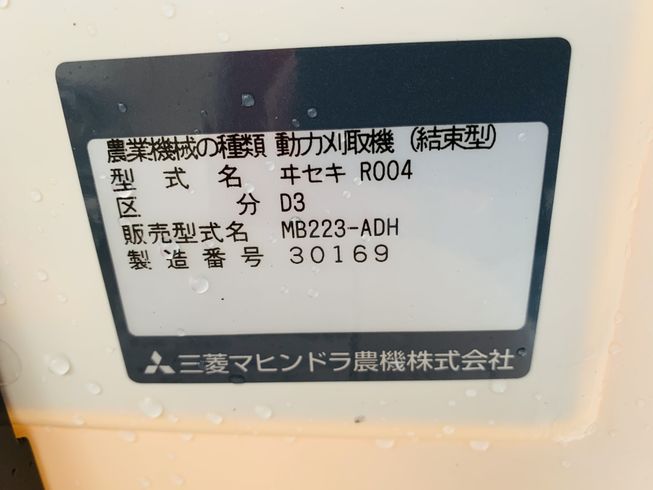 農業機械の種類 動力刈取機 (結束型)
型式名 ヰセキ R004
区分 D3
販売型式名 MB223-ADH
製造番号 30169
三菱マヒンドラ農機株式会社